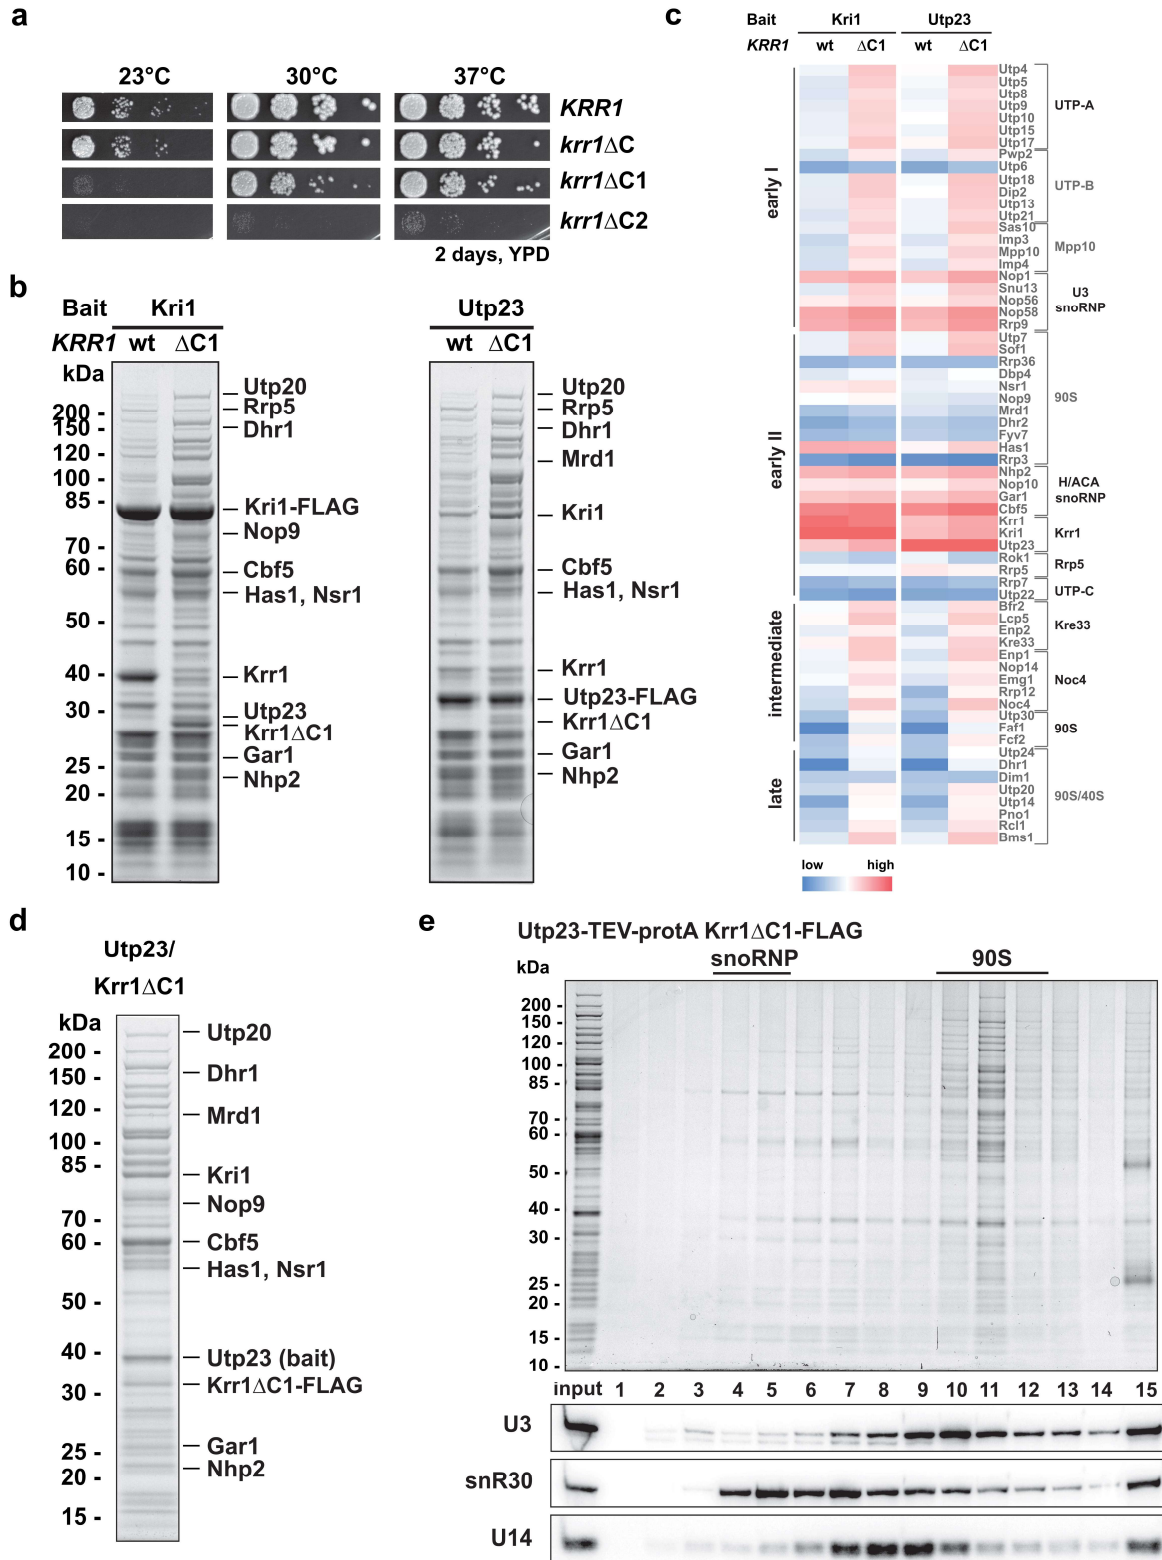 a
23°C 30°C 37°C
KRR1
krr1ΔC
krr1ΔC1
krr1ΔC2
2 days, YPD
b
Bait Kri1 Utp23
KRR1 wt ΔC1 wt ΔC1
kDa
200 -
150 -
120 -
100 -
85 -
70 -
60 -
50 -
40 -
30 -
25 -
20 -
15 -
10 -
Utp20
Rrp5
Dhr1
Kri1-FLAG
Nop9
Cbf5
Has1, Nsr1
Krr1
Utp23
Krr1ΔC1
Gar1
Nhp2
Utp20
Rrp5
Dhr1
Mrd1
Kri1
Cbf5
Has1, Nsr1
Krr1
Utp23-FLAG
Krr1ΔC1
Gar1
Nhp2
c
Bait Kri1 Utp23
KRR1 wt ΔC1 wt ΔC1
early I
early II
intermediate
late
Utp4
Utp5
Utp8
Utp9
Utp10
Utp15
Utp17
Pwp2
Utp6
Utp18
Dip2
Utp13
Utp21
Sas10
Imp3
Mpp10
Imp4
Nop1
Snu13
Nop56
Nop58
Rrp9
Utp7
Sof1
Rrp36
Dbp4
Nsr1
Nop9
Mrd1
Dhr2
Fyv7
Has1
Rrp3
Nhp2
Nop10
Gar1
Cbf5
Krr1
Kri1
Utp23
Rok1
Rrp5
Rrp7
Utp22
Bfr2
Lcp5
Enp2
Kre33
Enp1
Nop14
Emg1
Rrp12
Noc4
Utp30
Faf1
Fcf2
Utp24
Dhr1
Dim1
Utp20
Utp14
Pno1
Rcl1
Bms1
UTP-A
UTP-B
Mpp10
U3
snoRNP
90S
H/ACA
snoRNP
Krr1
Rrp5
UTP-C
Kre33
Noc4
90S
90S/40S
low high
d
Utp23/
Krr1ΔC1
kDa
200 -
150 -
120 -
100 -
85 -
70 -
60 -
50 -
40 -
30 -
25 -
20 -
15 -
Utp20
Dhr1
Mrd1
Kri1
Nop9
Cbf5
Has1, Nsr1
Utp23 (bait)
Krr1ΔC1-FLAG
Gar1
Nhp2
e
Utp23-TEV-protA Krr1ΔC1-FLAG
kDa snoRNP 90S
200 -
150 -
120 -
100 -
85 -
70 -
60 -
50 -
40 -
30 -
25 -
20 -
15 -
10 -
input 1 2 3 4 5 6 7 8 9 10 11 12 13 14 15
U3
snR30
U14